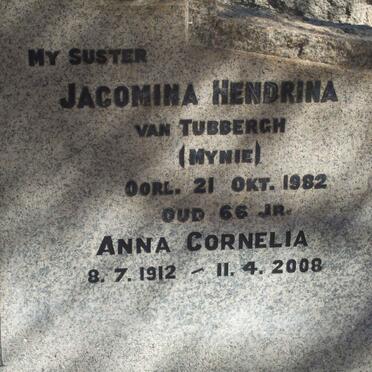 My Suster
Jacomina Hendrina
van Tubbergh
(Mynie)
Oorl. 21 Okt. 1982
Oud 66 Jr.
Anna Cornelia
8. 7. 1912 – 11. 4. 2008